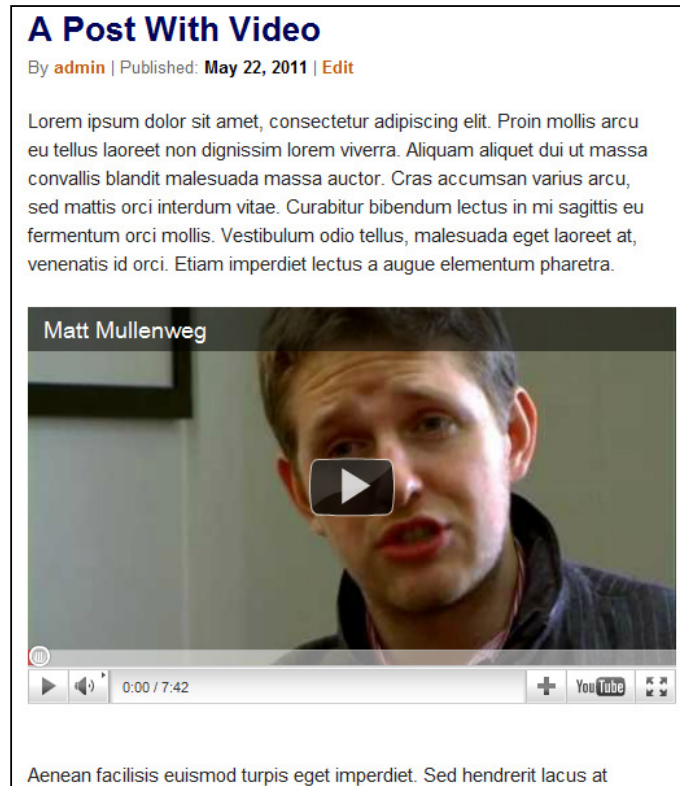 A Post With Video
By admin | Published: May 22, 2011 | Edit
Lorem ipsum dolor sit amet, consectetur adipiscing elit. Proin mollis arcu
eu tellus laoreet non dignissim lorem viverra. Aliquam aliquet dui ut massa
convallis blandit malesuada massa auctor. Cras accumsan varius arcu,
sed mattis orci interdum vitae. Curabitur bibendum lectus in mi sagittis eu
fermentum orci mollis. Vestibulum odio tellus, malesuada eget laoreet at,
venenatis id orci. Etiam imperdiet lectus a augue elementum pharetra.
Matt Mullenweg
0:00 / 7:42
YouTube
Aenean facilisis euismod turpis eget imperdiet. Sed hendrerit lacus at